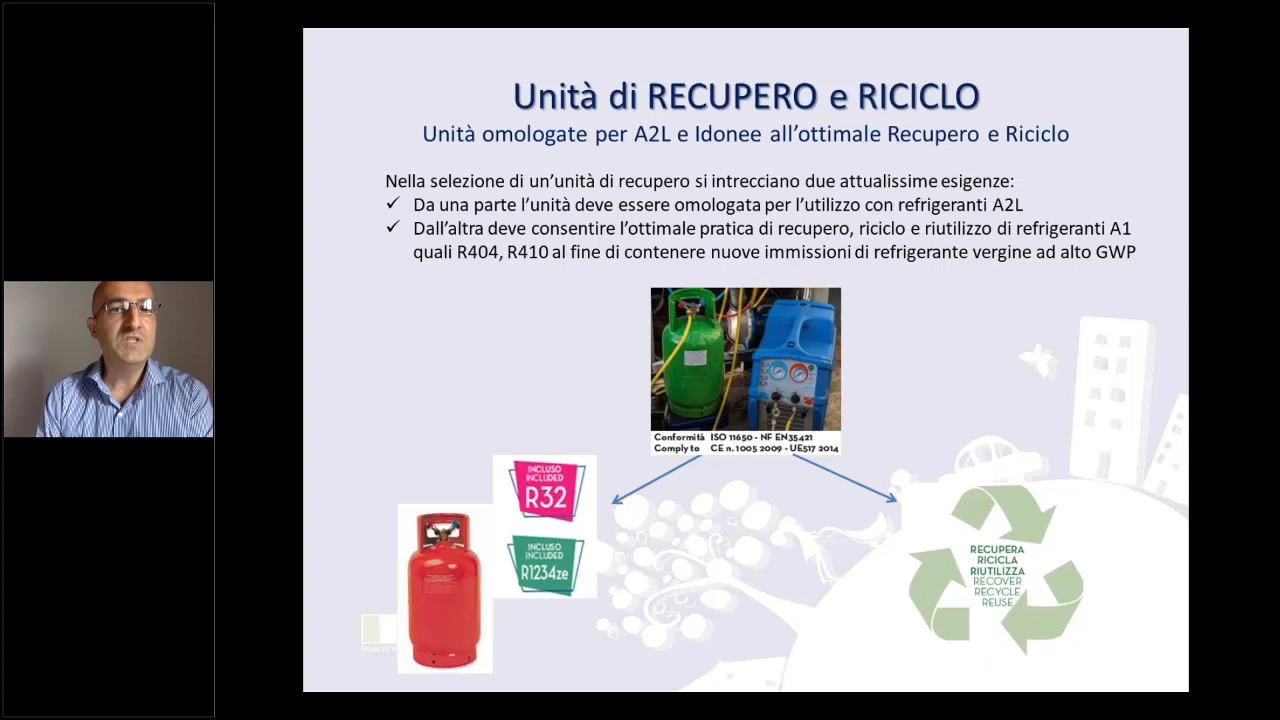 Unità di RECUPERO e RICICLO
Unità omologate per A2L e Idonee all’ottimale Recupero e Riciclo
Nella selezione di un’unità di recupero si intrecciano due attualissime esigenze:
✓ Da una parte l’unità deve essere omologata per l’utilizzo con refrigeranti A2L
✓ Dall’altra deve consentire l’ottimale pratica di recupero, riciclo e riutilizzo di refrigeranti A1
quali R404, R410 al fine di contenere nuove immissioni di refrigerante vergine ad alto GWP
Conformità ISO 11650 - NF EN35421
Comply to CE n. 1005 2009 - UE517 2014
INCLUSO
INCLUDED
R32
INCLUSO
INCLUDED
R1234ze
RECUPERA
RICICLA
RIUTILIZZA
RECOVER
RECYCLE
REUSE